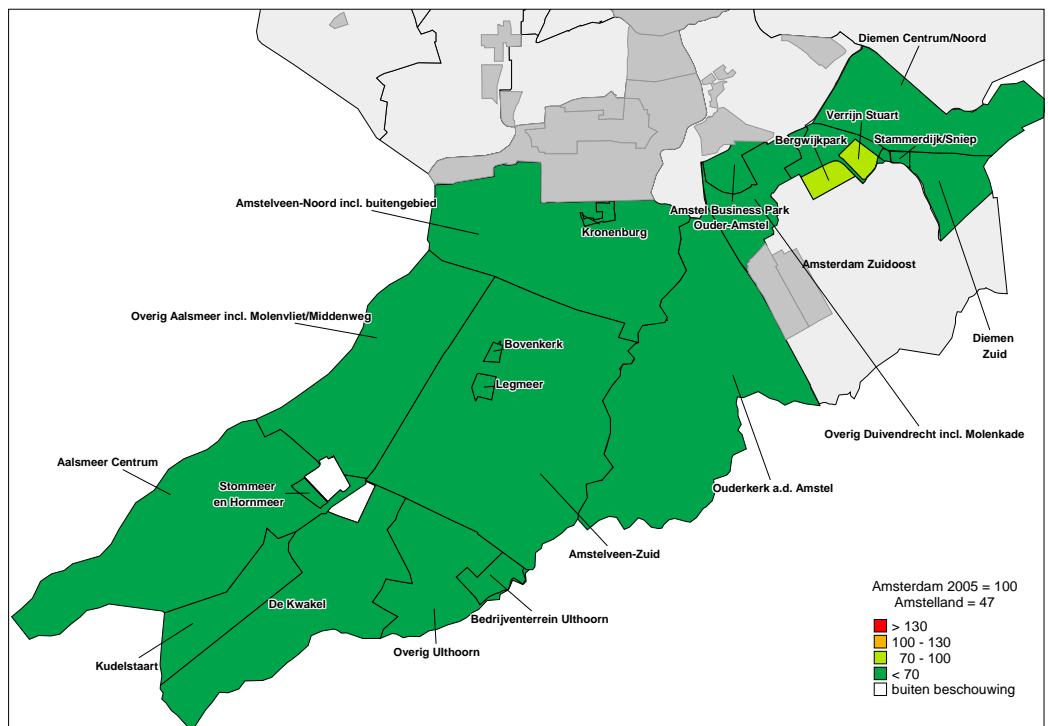 Diemen Centrum/Noord
Verrijn Stuart
Bergwijkpark
Stammerdijk/Sniep
Amstelveen-Noord incl. buitengebied
Amstel Business Park
Ouder-Amstel
Kronenburg
Amsterdam Zuidoost
Overig Aalsmeer incl. Molenvliet/Middenweg
Diemen
Zuid
Bovenkerk
Legmeer
Overig Duivendrecht incl. Molenkade
Aalsmeer Centrum
Stommeer
en Hornmeer
Ouderkerk a.d. Amstel
Amstelveen-Zuid
De Kwakel
Bedrijventerrein UIthoorn
Overig UIthoorn
Kudelstaart
Amsterdam 2005 = 100
Amstelland = 47
> 130
100 - 130
70 - 100
< 70
buiten beschouwing